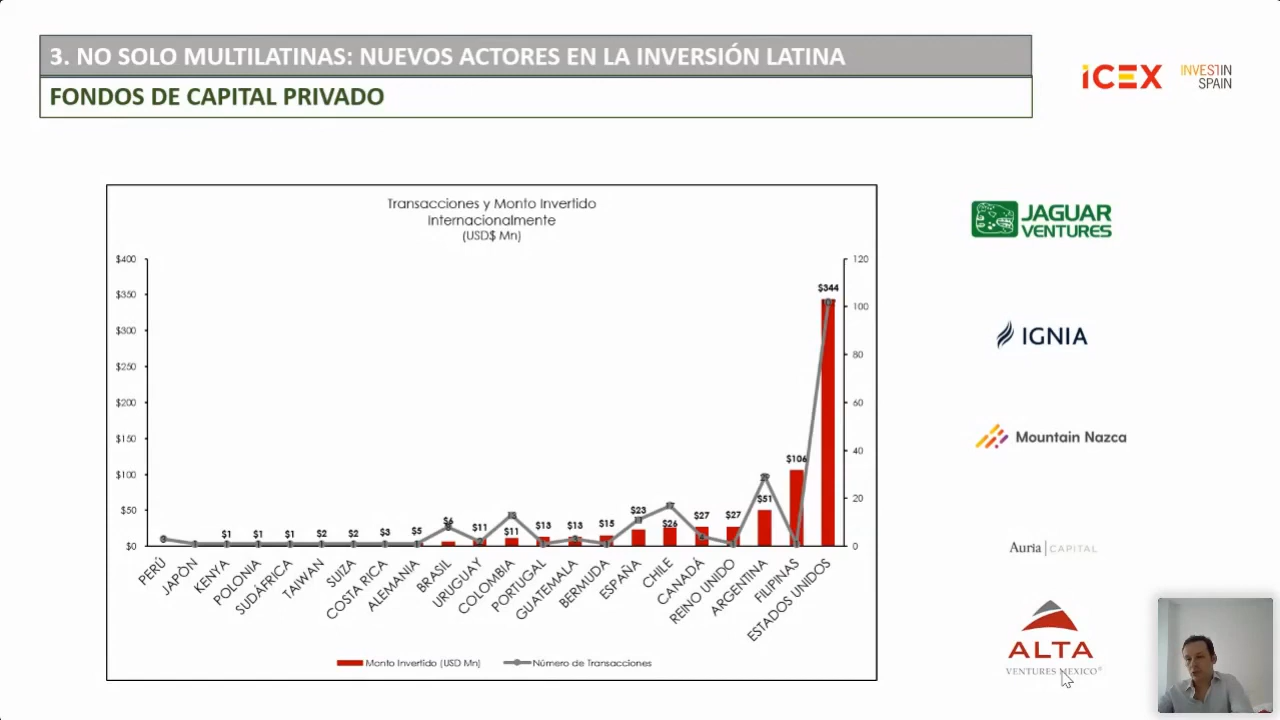 3. NO SOLO MULTILATINAS: NUEVOS ACTORES EN LA INVERSIÓN LATINA
FONDOS DE CAPITAL PRIVADO
iCEX
INVEST IN
SPAIN
Transacciones y Monto Invertido
Internacionalmente
(USD$ Mn)
$400
$350
$300
$250
$200
$150
$100
$50
$0
120
100
80
60
40
20
0
$1
$1
$1
$2
$2
$3
$5
$6
$11
$11
$13
$13
$15
$23
$26
$27
$27
$51
$106
$344
PERÚ
JAPÒN
KENYA
POLONIA
SUDÁFRICA
TAIWAN
SUIZA
COSTA RICA
ALEMANIA
BRASIL
URUGUAY
COLOMBIA
PORTUGAL
GUATEMALA
BERMUDA
ESPAÑA
CHILE
CANADÁ
REINO UNIDO
ARGENTINA
FILIPINAS
ESTADOS UNIDOS
Monto Invertido (USD Mn)
Número de Transacciones
JAGUAR
VENTURES
IGNIA
Mountain Nazca
Auria | CAPITAL
ALTA
VENTURES MEXICO®